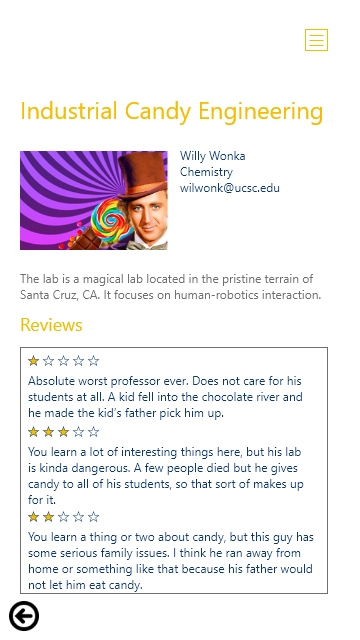 Industrial Candy Engineering
Willy Wonka
Chemistry
wilwonk@ucsc.edu
The lab is a magical lab located in the pristine terrain of
Santa Cruz, CA. It focuses on human-robotics interaction.
Reviews
Absolute worst professor ever. Does not care for his
students at all. A kid fell into the chocolate river and
he made the kid's father pick him up.
You learn a lot of interesting things here, but his lab
is kinda dangerous. A few people died but he gives
candy to all of his students, so that sort of makes up
for it.
You learn a thing or two about candy, but this guy has
some serious family issues. I think he ran away from
home or something like that because his father would
not let him eat candy.